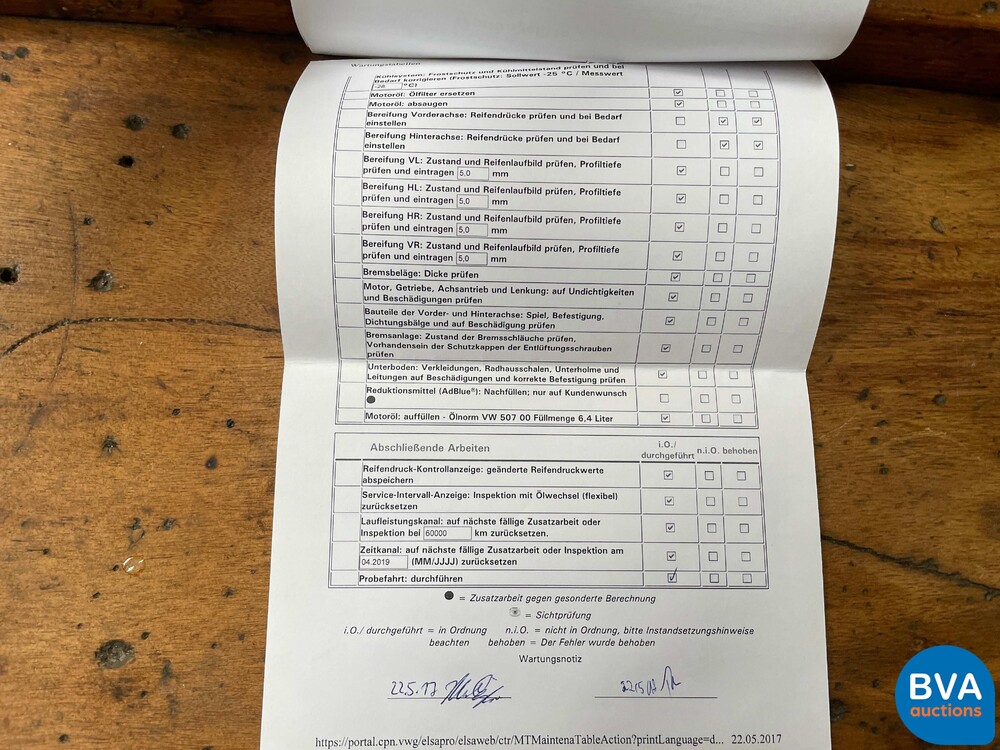 Wartungstabellen
Kühlsystem: Frostschutz und Kühlmittelstand prüfen und bei
Bedarf korrigieren (Frostschutz: Sollwert -25 °C / Messwert
-28 °C)
Motoröl: Ölfilter ersetzen
Motoröl: absaugen
Bereifung Vorderachse: Reifendrücke prüfen und bei Bedarf
einstellen
Bereifung Hinterachse: Reifendrücke prüfen und bei Bedarf
einstellen
Bereifung VL: Zustand und Reifenlaufbild prüfen, Profiltiefe
prüfen und eintragen 5,0 mm
Bereifung HL: Zustand und Reifenlaufbild prüfen, Profiltiefe
prüfen und eintragen 5,0 mm
Bereifung HR: Zustand und Reifenlaufbild prüfen, Profiltiefe
prüfen und eintragen 5,0 mm
Bereifung VR: Zustand und Reifenlaufbild prüfen, Profiltiefe
prüfen und eintragen 5,0 mm
Bremsbeläge: Dicke prüfen
Motor, Getriebe, Achsantrieb und Lenkung: auf Undichtigkeiten
und Beschädigungen prüfen
Bauteile der Vorder- und Hinterachse: Spiel, Befestigung,
Dichtungsbälge und auf Beschädigung prüfen
Bremsanlage: Zustand der Bremsschläuche prüfen,
Vorhandensein der Schutzkappen der Entlüftungsschrauben
prüfen
Unterboden: Verkleidungen, Radhausschalen, Unterholme und
Leitungen auf Beschädigungen und korrekte Befestigung prüfen
Reduktionsmittel (AdBlue®): Nachfüllen; nur auf Kundenwunsch
Motoröl: auffüllen - Ölnorm VW 507 00 Füllmenge 6,4 Liter
Abschließende Arbeiten i.O./ durchgeführt n.i.O. behoben
Reifendruck-Kontrollanzeige: geänderte Reifendruckwerte
abspeichern
Service-Intervall-Anzeige: Inspektion mit Ölwechsel (flexibel)
zurücksetzen
Laufleistungskanal: auf nächste fällige Zusatzarbeit oder
Inspektion bei 60000 km zurücksetzen.
Zeitkanal: auf nächste fällige Zusatzarbeit oder Inspektion am
04.2019 (MM/JJJJ) zurücksetzen
Probefahrt: durchführen
= Zusatzarbeit gegen gesonderte Berechnung
= Sichtprüfung
i.O./ durchgeführt = in Ordnung n.i.O. = nicht in Ordnung, bitte Instandsetzungshinweise
beachten behoben = Der Fehler wurde behoben
Wartungsnotiz
22.5.17
https://portal.cpn.vwg/elsapro/elsaweb/ctr/MTMaintenaTableAction?printLanguage=d... 22.05.2017
BVA
auctions